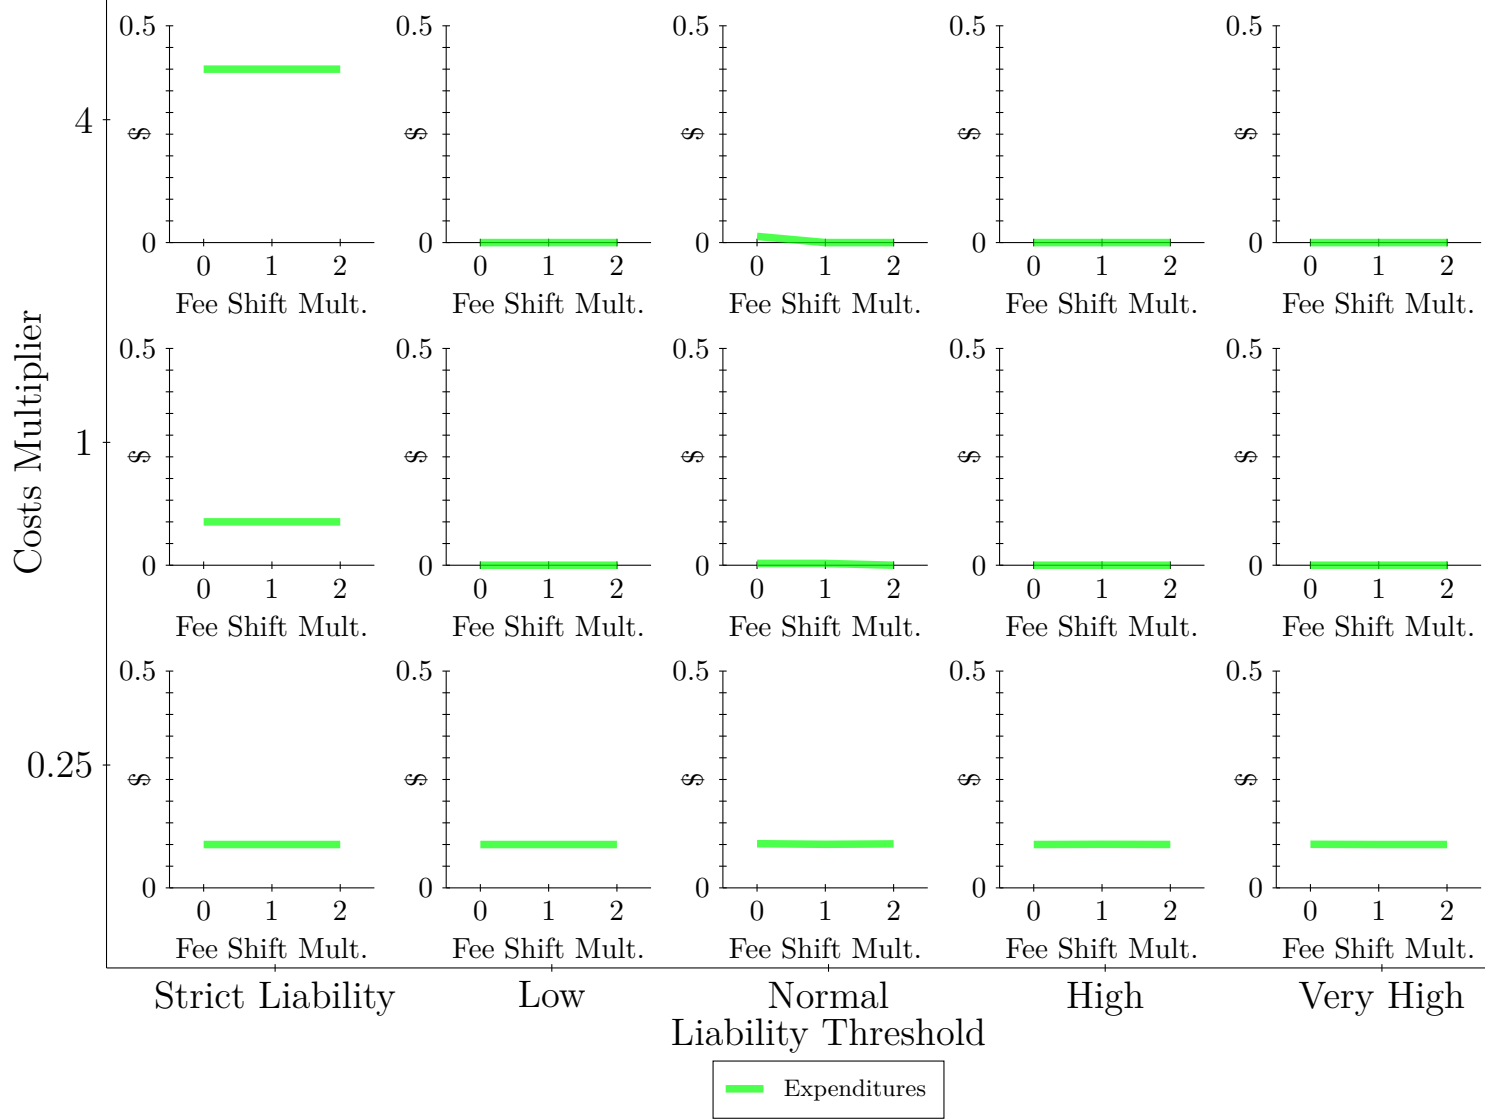 0.5 0.5 0.5 0.5 0.5
4 $ $ $ $ $
0 0 0 0 0
0 1 2 0 1 2 0 1 2 0 1 2 0 1 2
Fee Shift Mult. Fee Shift Mult. Fee Shift Mult. Fee Shift Mult. Fee Shift Mult.
Costs Multiplier
0.5 0.5 0.5 0.5 0.5
1 $ $ $ $ $
0 0 0 0 0
0 1 2 0 1 2 0 1 2 0 1 2 0 1 2
Fee Shift Mult. Fee Shift Mult. Fee Shift Mult. Fee Shift Mult. Fee Shift Mult.
0.5 0.5 0.5 0.5 0.5
0.25 $ $ $ $ $
0 0 0 0 0
0 1 2 0 1 2 0 1 2 0 1 2 0 1 2
Fee Shift Mult. Fee Shift Mult. Fee Shift Mult. Fee Shift Mult. Fee Shift Mult.
Strict Liability Low Normal High Very High
Liability Threshold
Expenditures